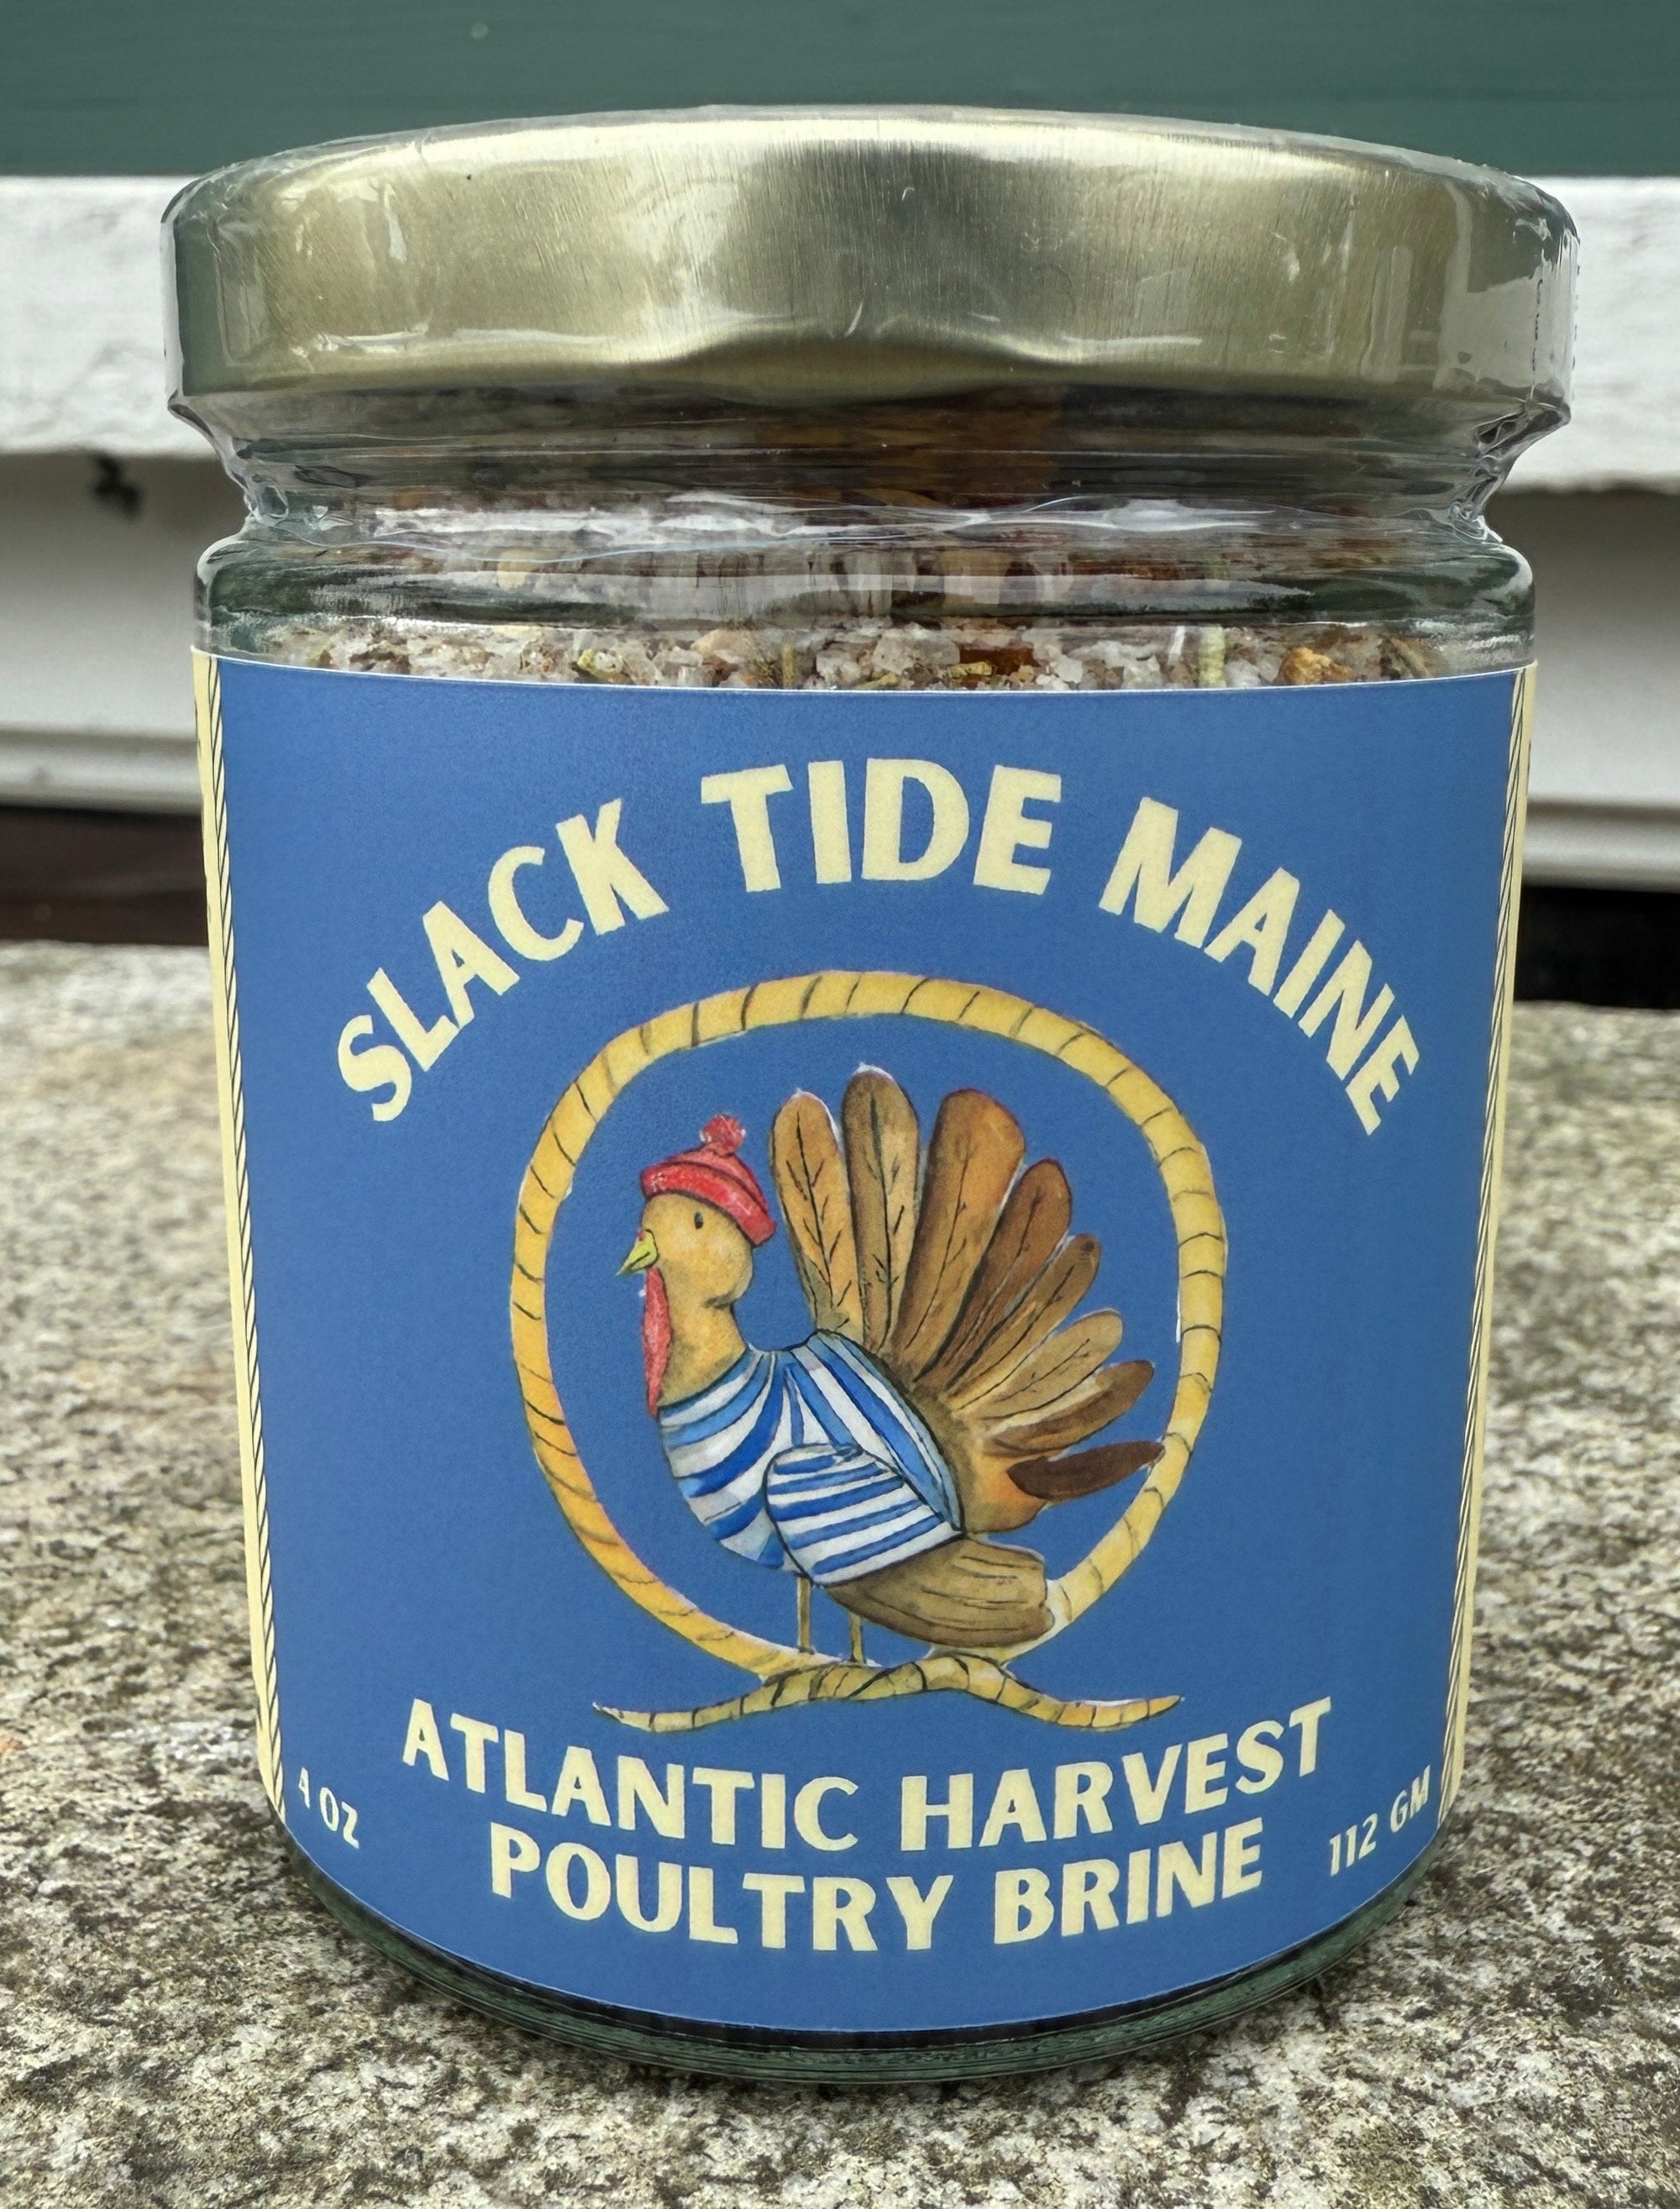 SLACK TIDE MAINE
ATLANTIC HARVEST
POULTRY BRINE
4 OZ
112 GM